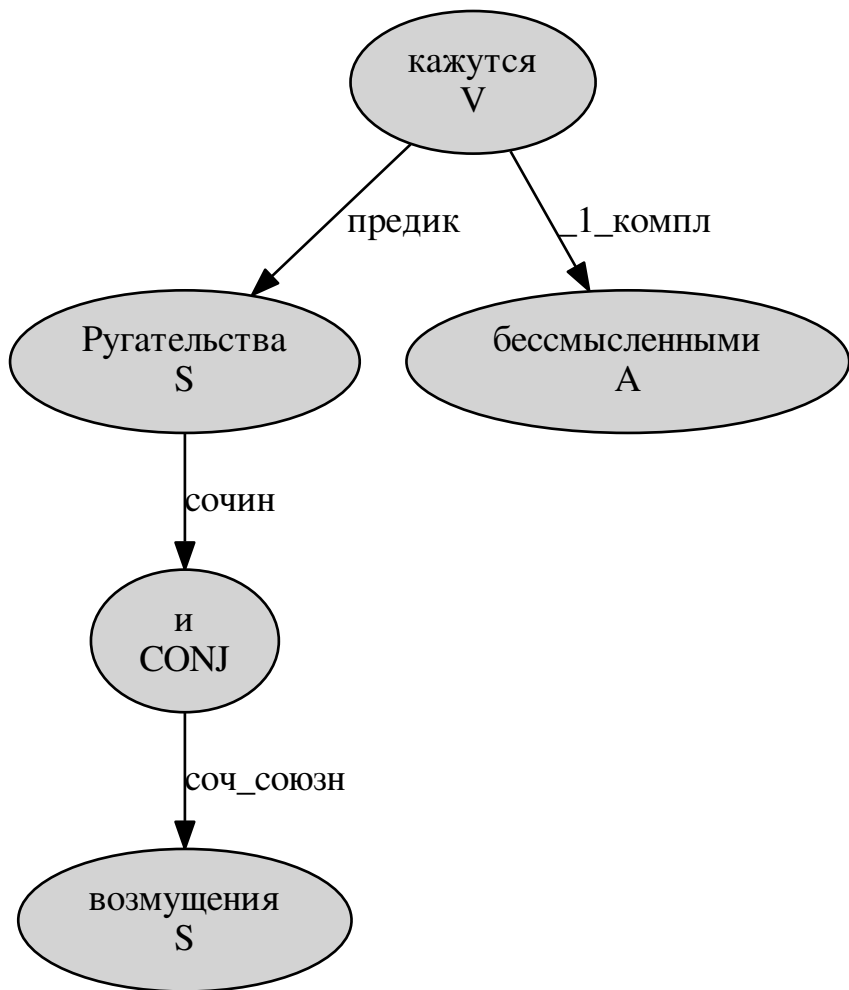 кажутся
V
предик
_1_компл
Ругательства
S
бессмысленными
A
сочин
и
CONJ
соч_союзн
возмущения
S